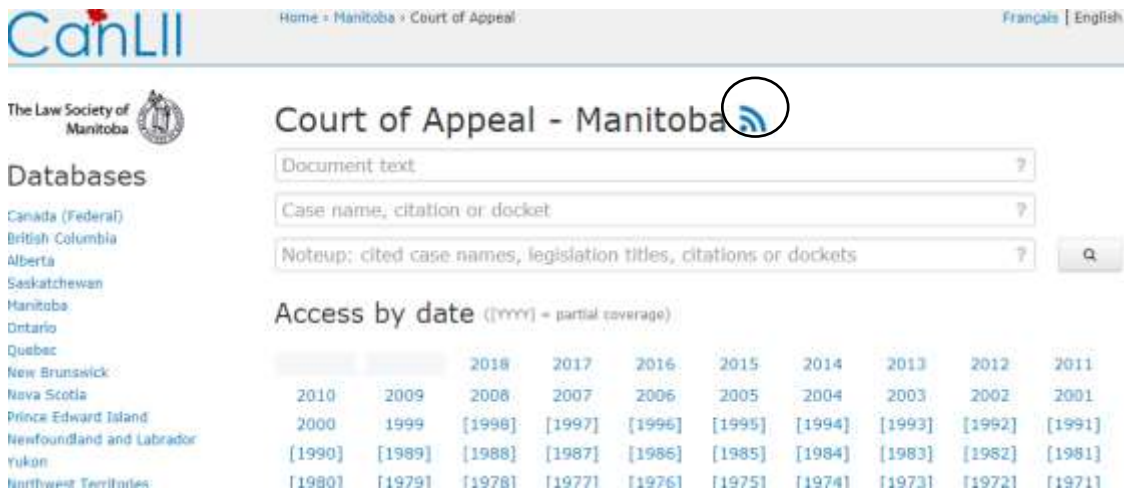 CanLII
Home › Manitoba › Court of Appeal
Français | English
The Law Society of
Manitoba
Databases
Canada (Federal)
British Columbia
Alberta
Saskatchewan
Manitoba
Ontario
Quebec
New Brunswick
Nova Scotia
Prince Edward Island
Newfoundland and Labrador
Yukon
Northwest Territories
Court of Appeal - Manitoba
Document text ?
Case name, citation or docket ?
Noteup: cited case names, legislation titles, citations or dockets ?
Access by date ([YYYY] = partial coverage)
2018 2017 2016 2015 2014 2013 2012 2011
2010 2009 2008 2007 2006 2005 2004 2003 2002 2001
2000 1999 [1998] [1997] [1996] [1995] [1994] [1993] [1992] [1991]
[1990] [1989] [1988] [1987] [1986] [1985] [1984] [1983] [1982] [1981]
[1980] [1979] [1978] [1977] [1976] [1975] [1974] [1973] [1972] [1971]